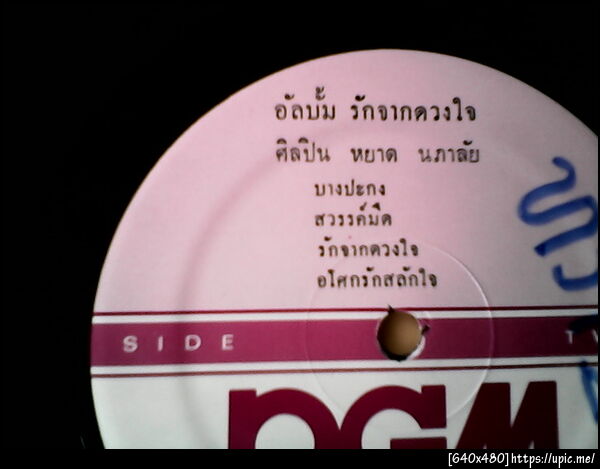 อัลบั้ม รักจากดวงใจ
ศิลปิน หยาด นภาลัย
บางปะกง
สวรรค์มืด
รักจากดวงใจ
อโศกรักสลักใจ
SIDE
PGM
[640x480]https://upic.me/